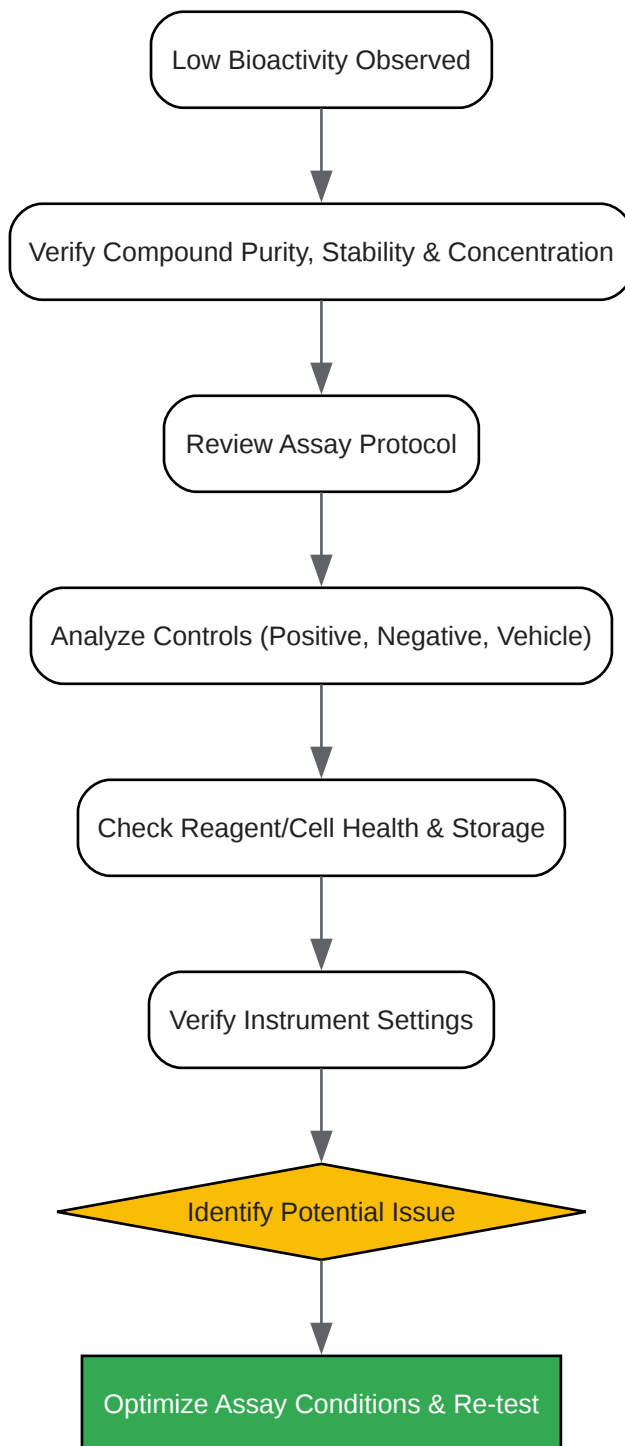 Low Bioactivity Observed
Verify Compound Purity, Stability & Concentration
Review Assay Protocol
Analyze Controls (Positive, Negative, Vehicle)
Check Reagent/Cell Health & Storage
Verify Instrument Settings
Identify Potential Issue
Optimize Assay Conditions & Re-test